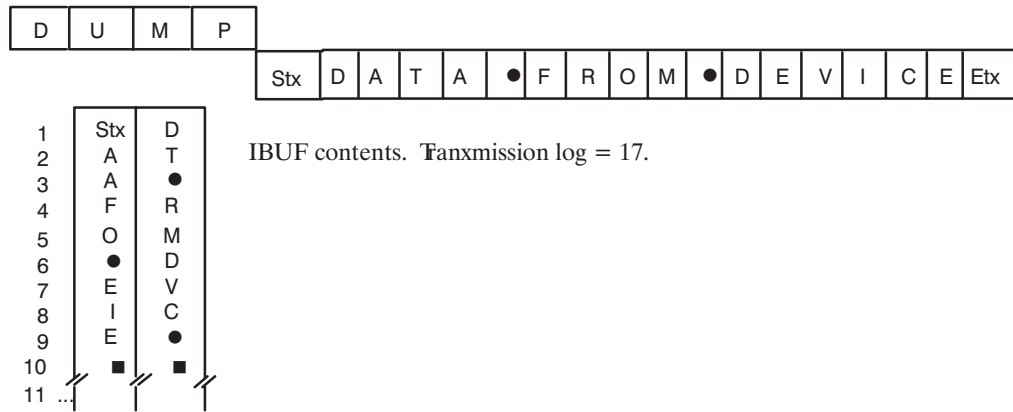 D U M P
Stx D A T A ● F R O M ● D E V I C E Etx
1 Stx D
2 A T
3 A ●
4 F R
5 O M
6 ● D
7 E V
8 I C
9 E ●
10 ■ ■
11 ...
IBUF contents. Tranxmission log = 17.